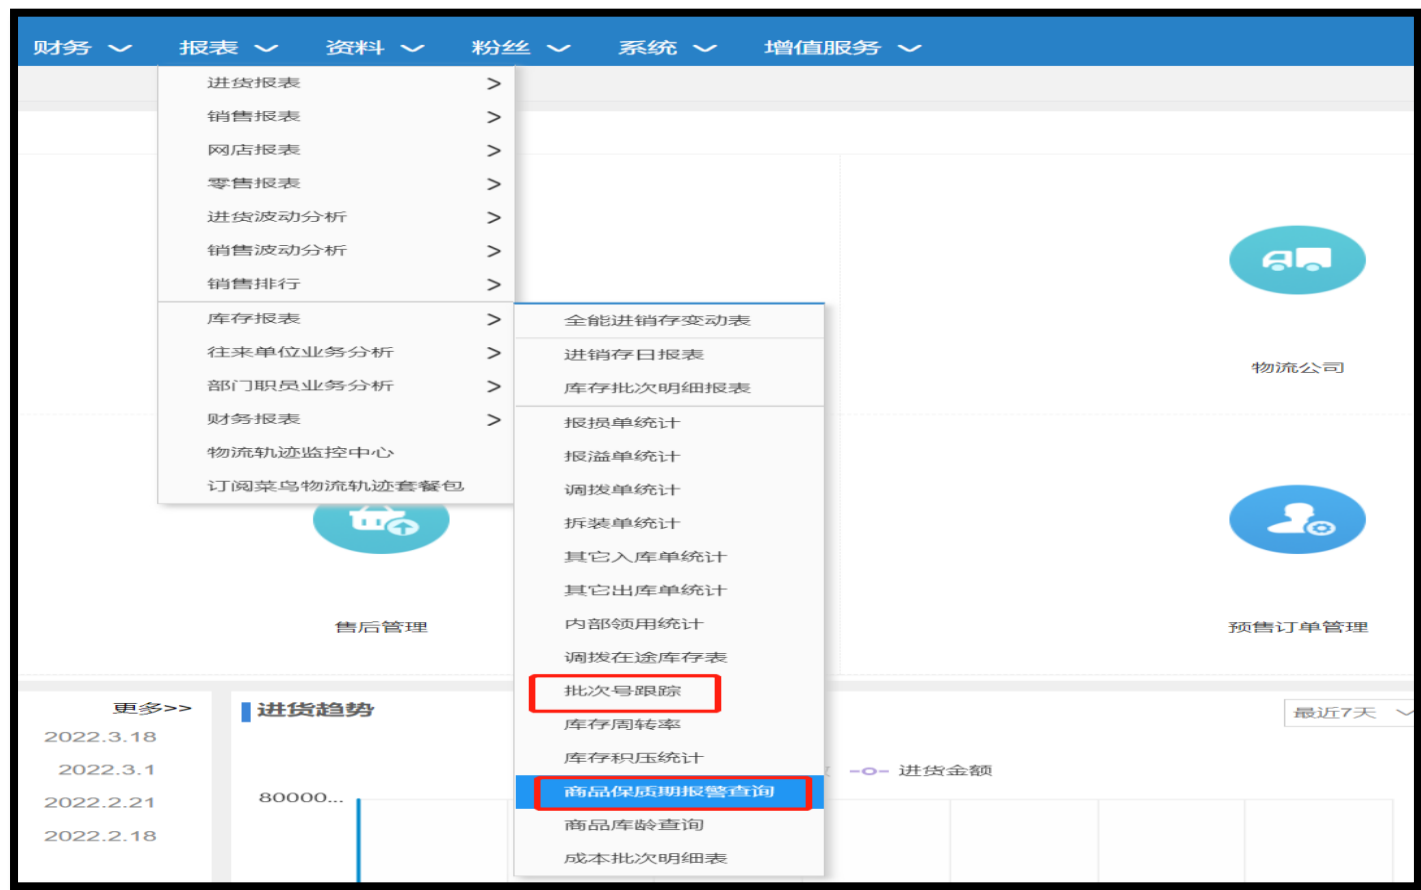 财务 报表 资料 粉丝 系统 增值服务
进货报表 >
销售报表 >
网店报表 >
零售报表 >
进货波动分析 >
销售波动分析 >
销售排行 >
库存报表 >
往来单位业务分析 >
部门职员业务分析 >
财务报表 >
物流轨迹监控中心
订阅菜鸟物流轨迹套餐包
全能进销存变动表
进销存日报表
库存批次明细报表
报损单统计
报溢单统计
调拨单统计
拆装单统计
其它入库单统计
其它出库单统计
内部领用统计
调拨在途库存表
批次号跟踪
库存周转率
库存积压统计
商品保质期报警查询
商品库龄查询
成本批次明细表
物流公司
售后管理
预售订单管理
更多>>
2022.3.18
2022.3.1
2022.2.21
2022.2.18
进货趋势
最近7天
进货金额
80000...